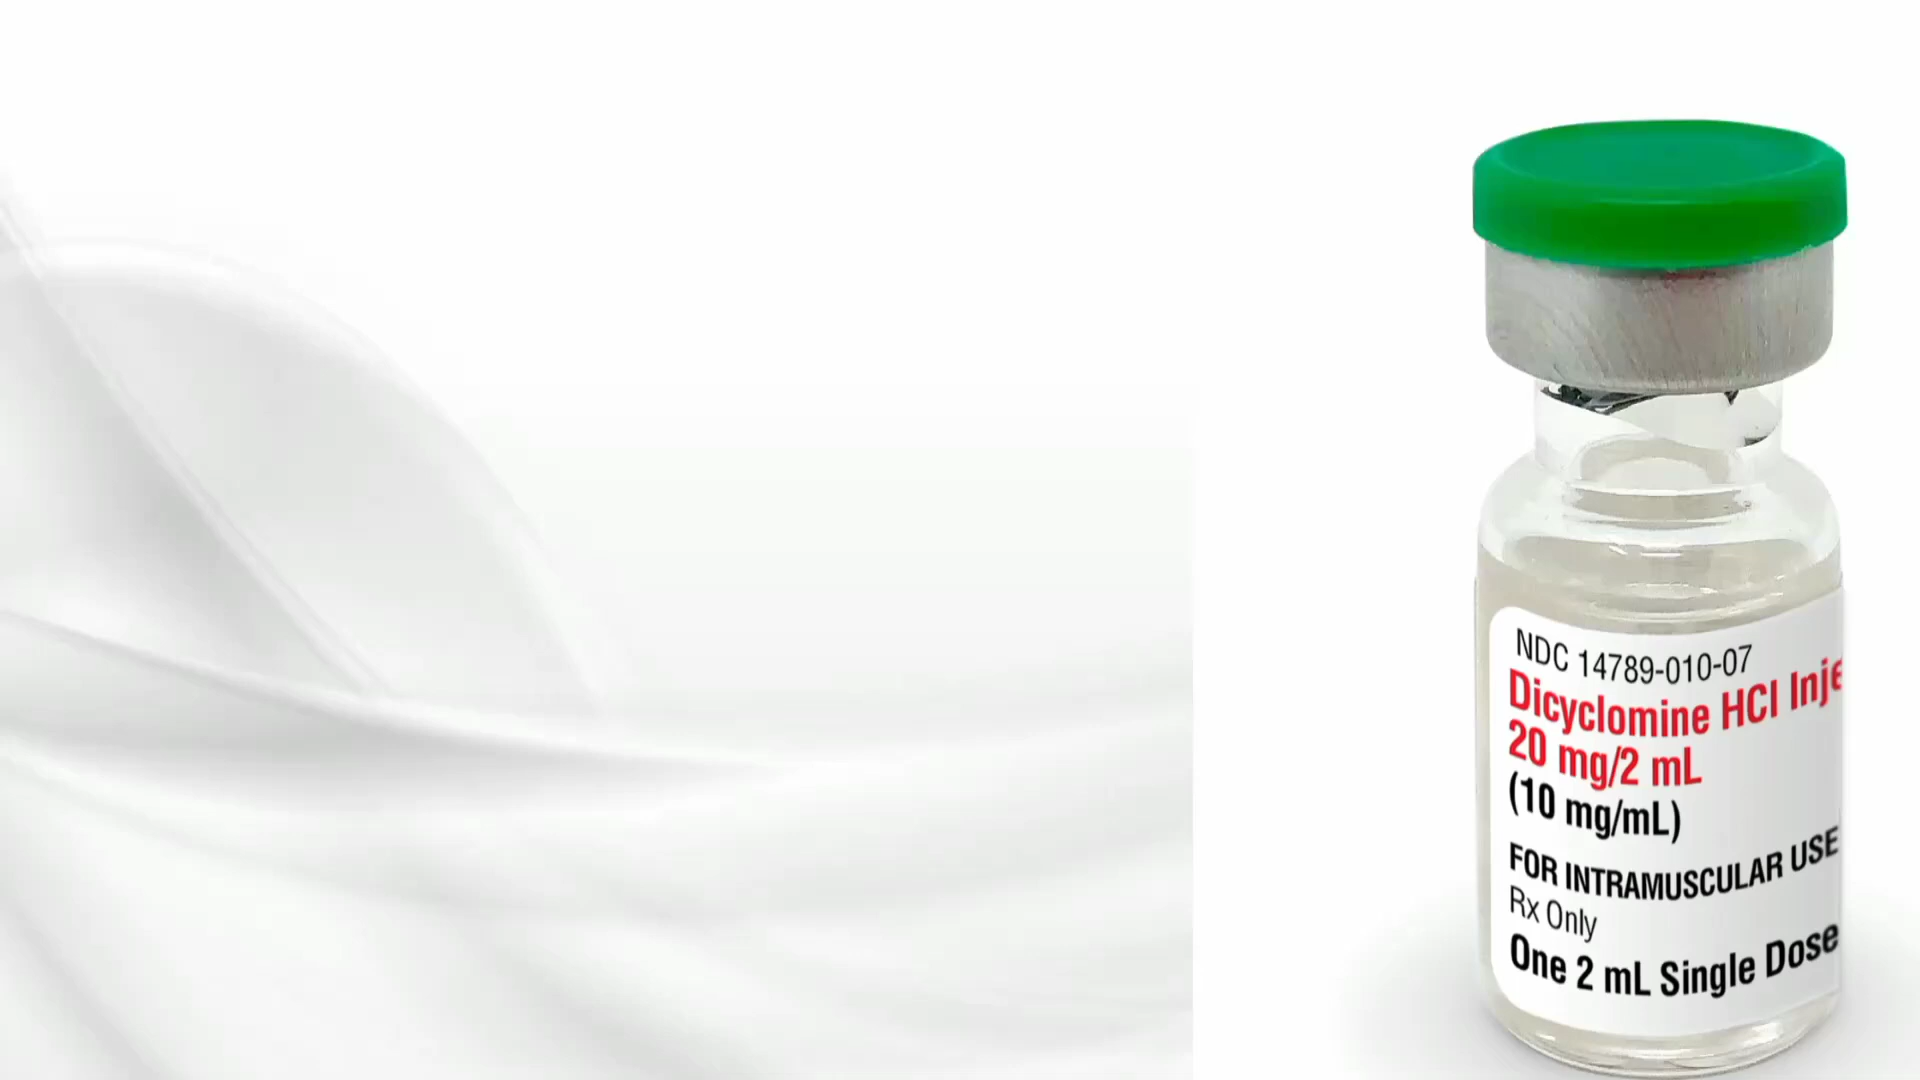 NDC 14789-010-07
Dicyclomine HCl Inje
20 mg/2 mL
(10 mg/mL)
FOR INTRAMUSCULAR USE
Rx Only
One 2 mL Single Dose